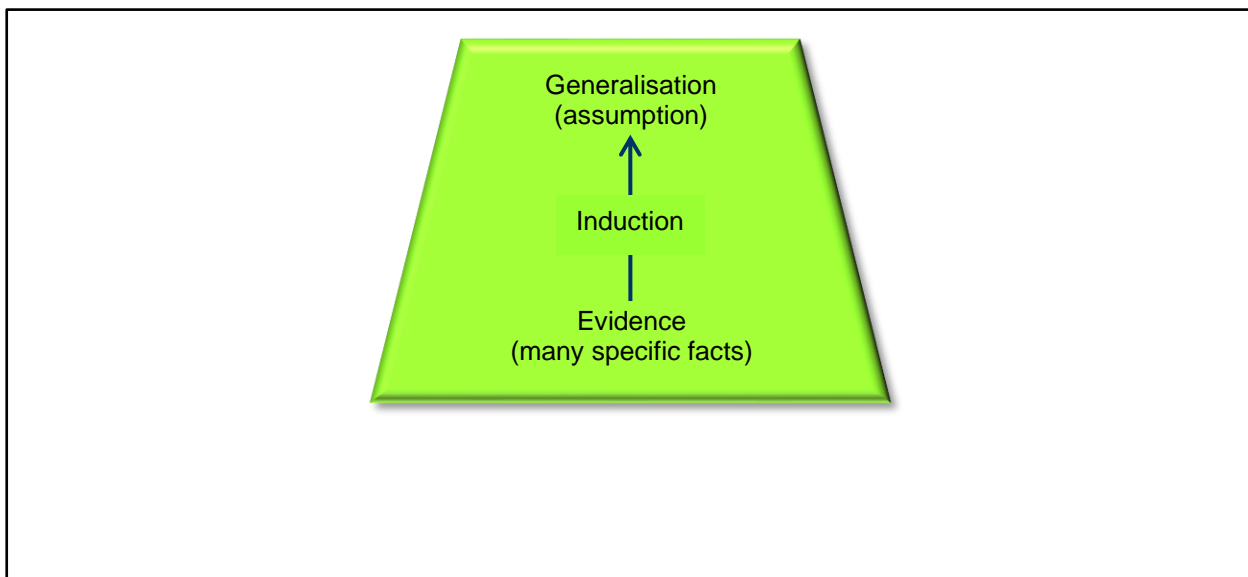 Generalisation
(assumption)
Induction
Evidence
(many specific facts)